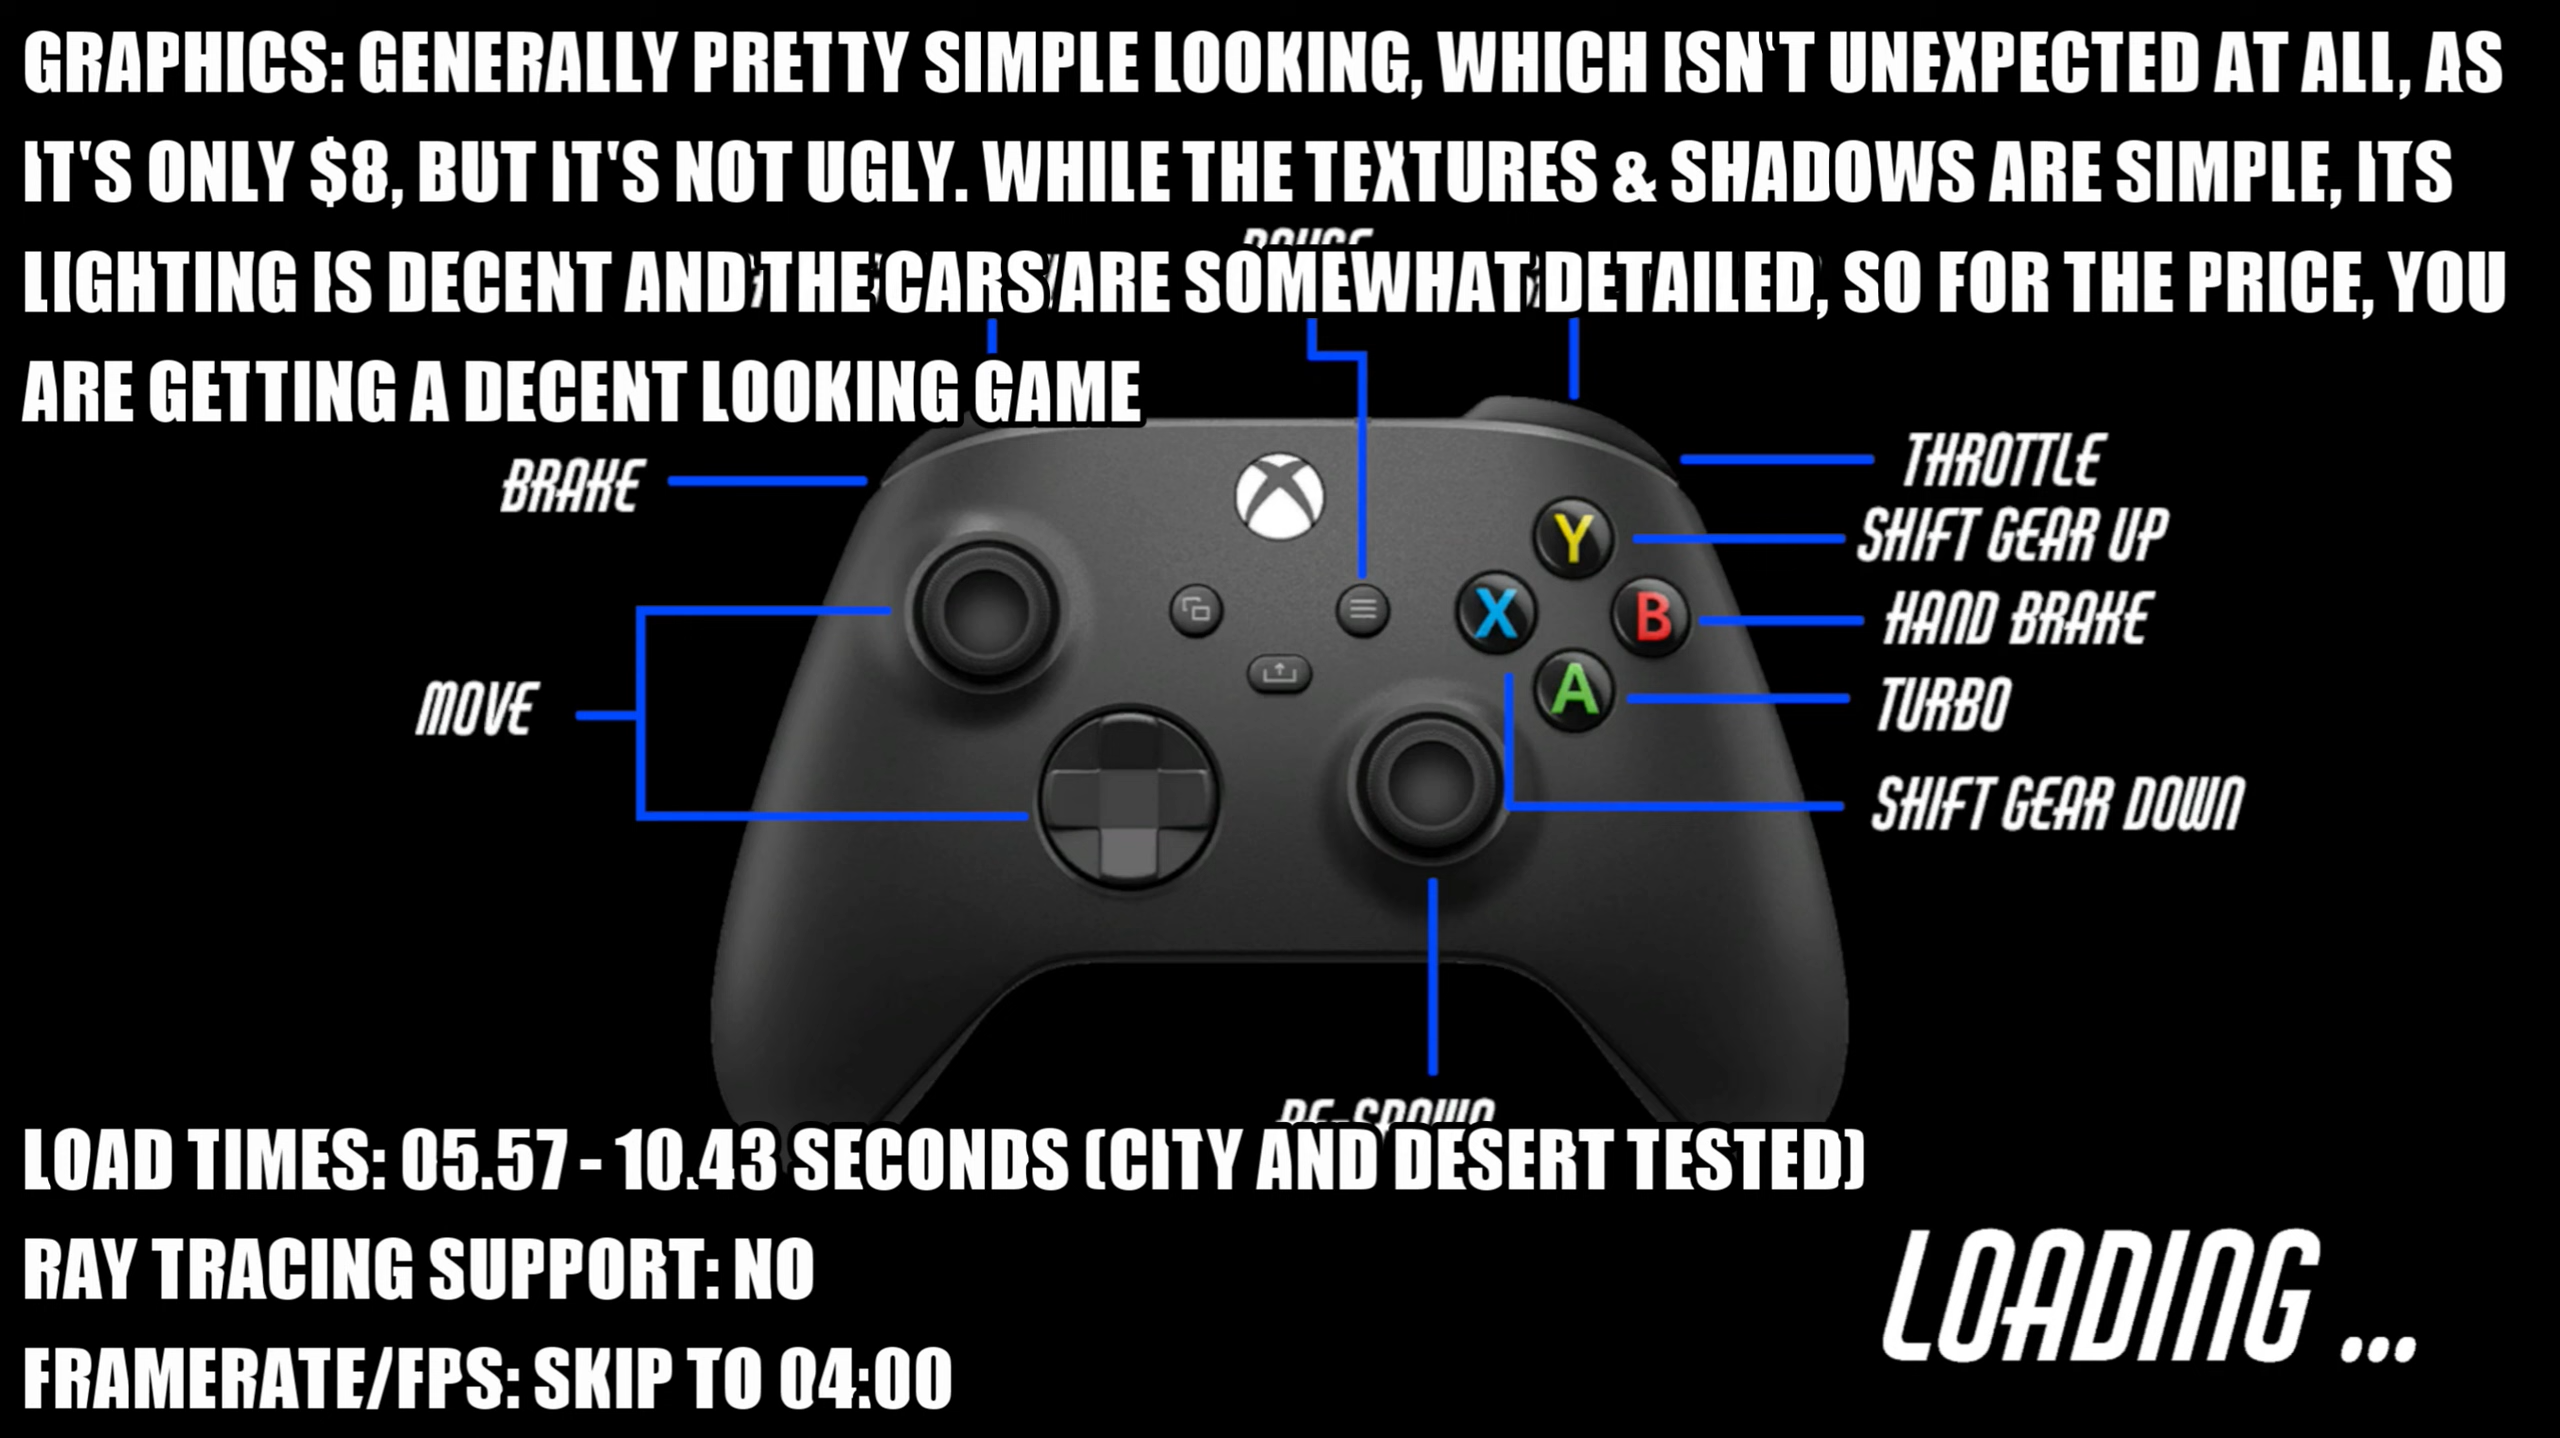 GRAPHICS: GENERALLY PRETTY SIMPLE LOOKING, WHICH ISN'T UNEXPECTED AT ALL, AS
IT'S ONLY $8, BUT IT'S NOT UGLY. WHILE THE TEXTURES & SHADOWS ARE SIMPLE, ITS
PAUSE
LIGHTING IS DECENT AND THE CARS ARE SOMEWHAT DETAILED, SO FOR THE PRICE, YOU
ARE GETTING A DECENT LOOKING GAME
BRAKE
THROTTLE
Y
SHIFT GEAR UP
X
B
HAND BRAKE
MOVE
A
TURBO
SHIFT GEAR DOWN
RE-SPAWN
LOAD TIMES: 05.57 - 10.43 SECONDS (CITY AND DESERT TESTED)
RAY TRACING SUPPORT: NO
LOADING ...
FRAMERATE/FPS: SKIP TO 04:00